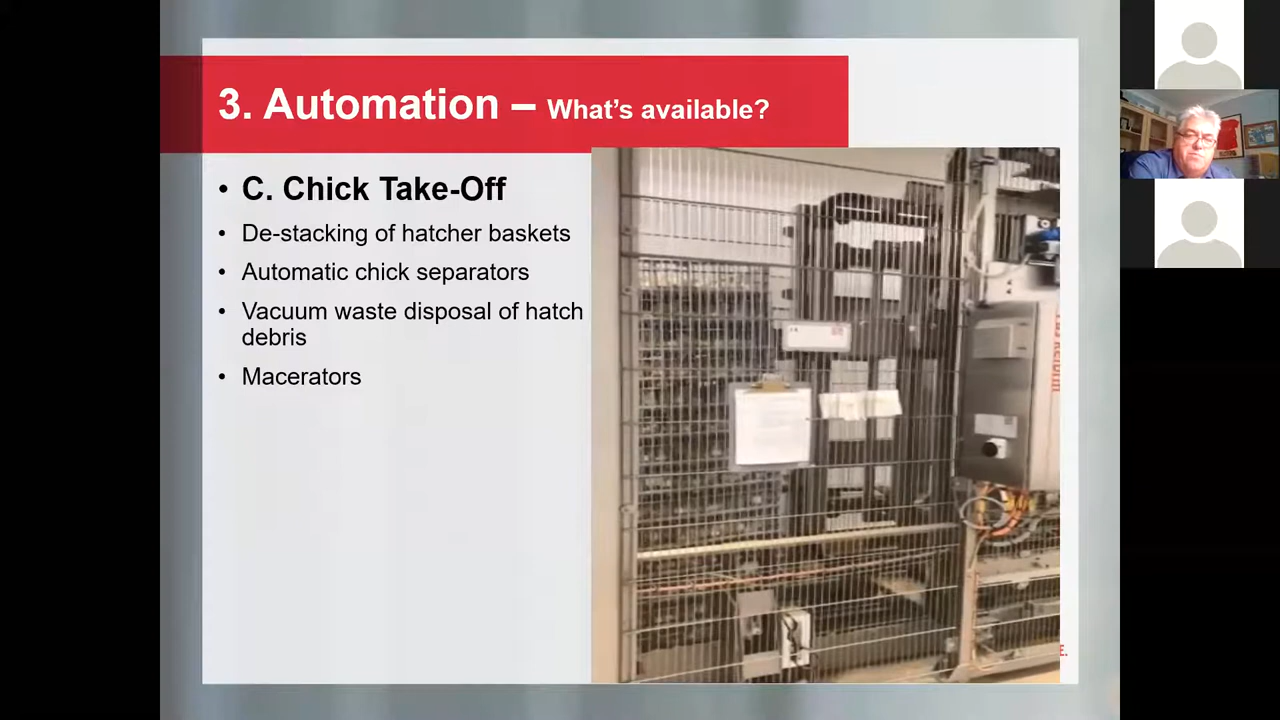 3. Automation – What’s available?
• C. Chick Take-Off
• De-stacking of hatcher baskets
• Automatic chick separators
• Vacuum waste disposal of hatch
debris
• Macerators
E.